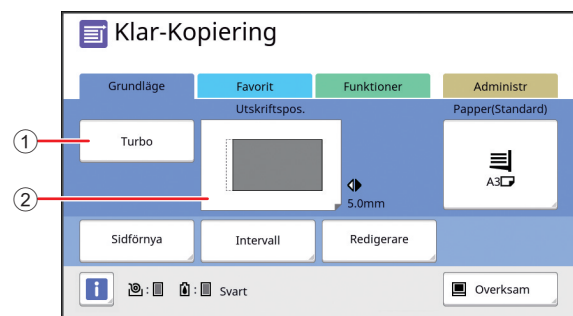 Klar-Kopiering
Grundläge Favorit Funktioner Administr
Utskriftspos. Papper(Standard)
1 Turbo
A3
2
5.0mm
Sidförnya Intervall Redigerare
i : : Svart Overksam